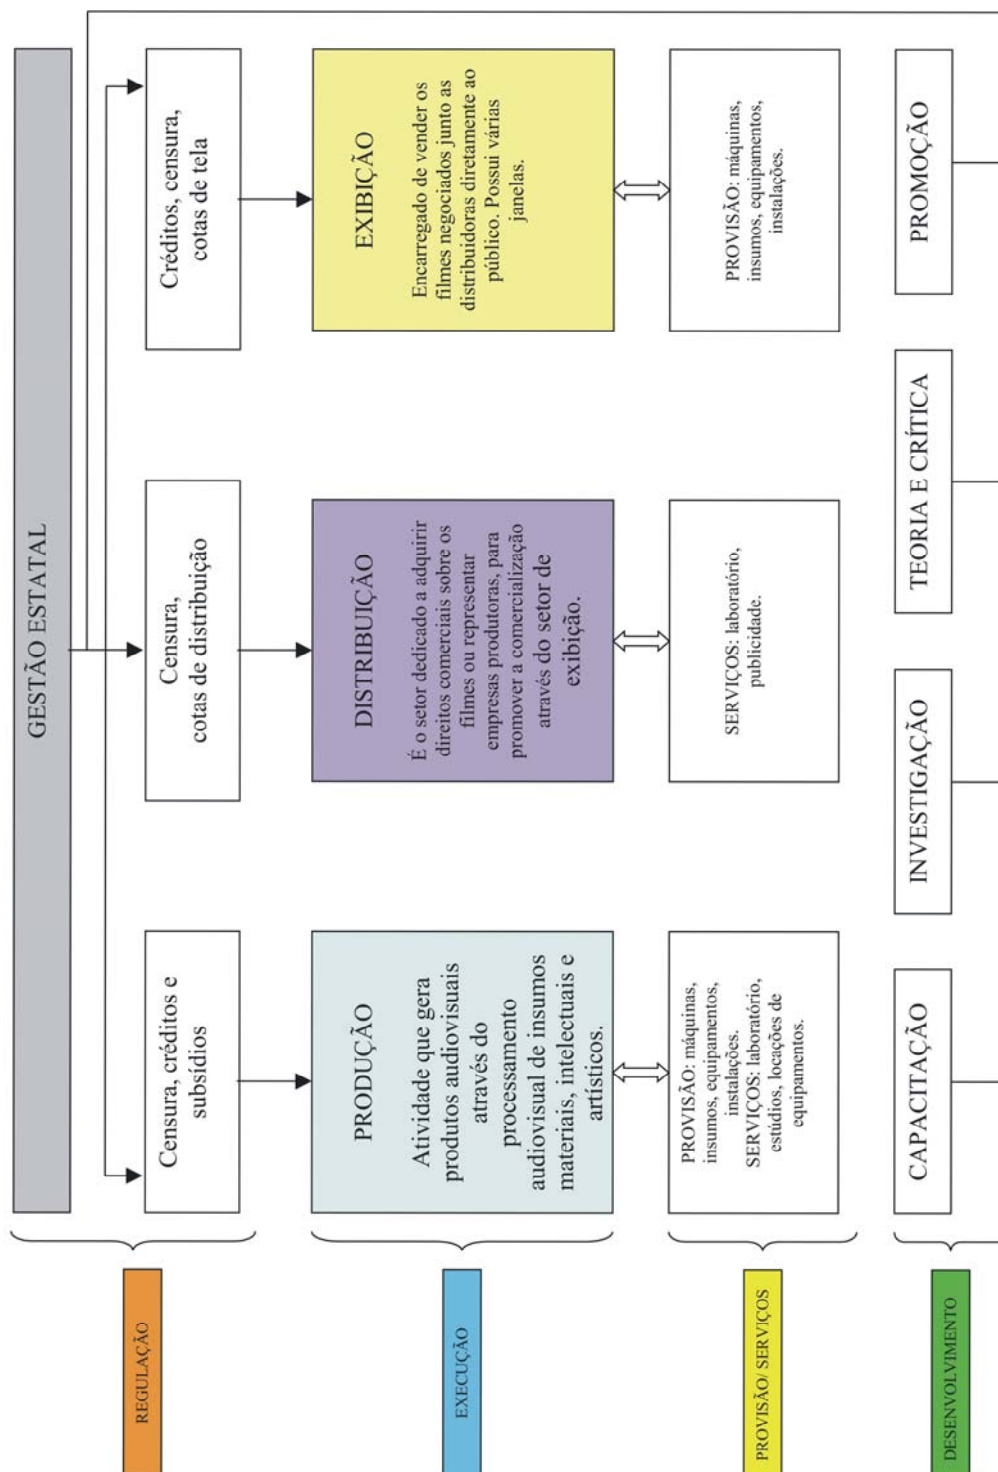 GESTÃO ESTATAL
REGULAÇÃO
Censura, créditos e
subsídios
Censura,
cotas de distribuição
Créditos, censura,
cotas de tela
EXECUÇÃO
PRODUÇÃO
Atividade que gera
produtos audiovisuais
através do
processamento
audiovisual de insumos
materiais, intelectuais e
artísticos.
DISTRIBUIÇÃO
É o setor dedicado a adquirir
direitos comerciais sobre os
filmes ou representar
empresas produtoras, para
promover a comercialização
através do setor de
exibição.
EXIBIÇÃO
Encarregado de vender os
filmes negociados junto as
distribuidoras diretamente ao
público. Possui várias
janelas.
PROVISÃO/ SERVIÇOS
PROVISÃO: máquinas,
insumos, equipamentos,
instalações.
SERVIÇOS: laboratório,
estúdios, locações de
equipamentos.
SERVIÇOS: laboratório,
publicidade.
PROVISÃO: máquinas,
insumos, equipamentos,
instalações.
DESENVOLVIMENTO
CAPACITAÇÃO
INVESTIGAÇÃO
TEORIA E CRÍTICA
PROMOÇÃO